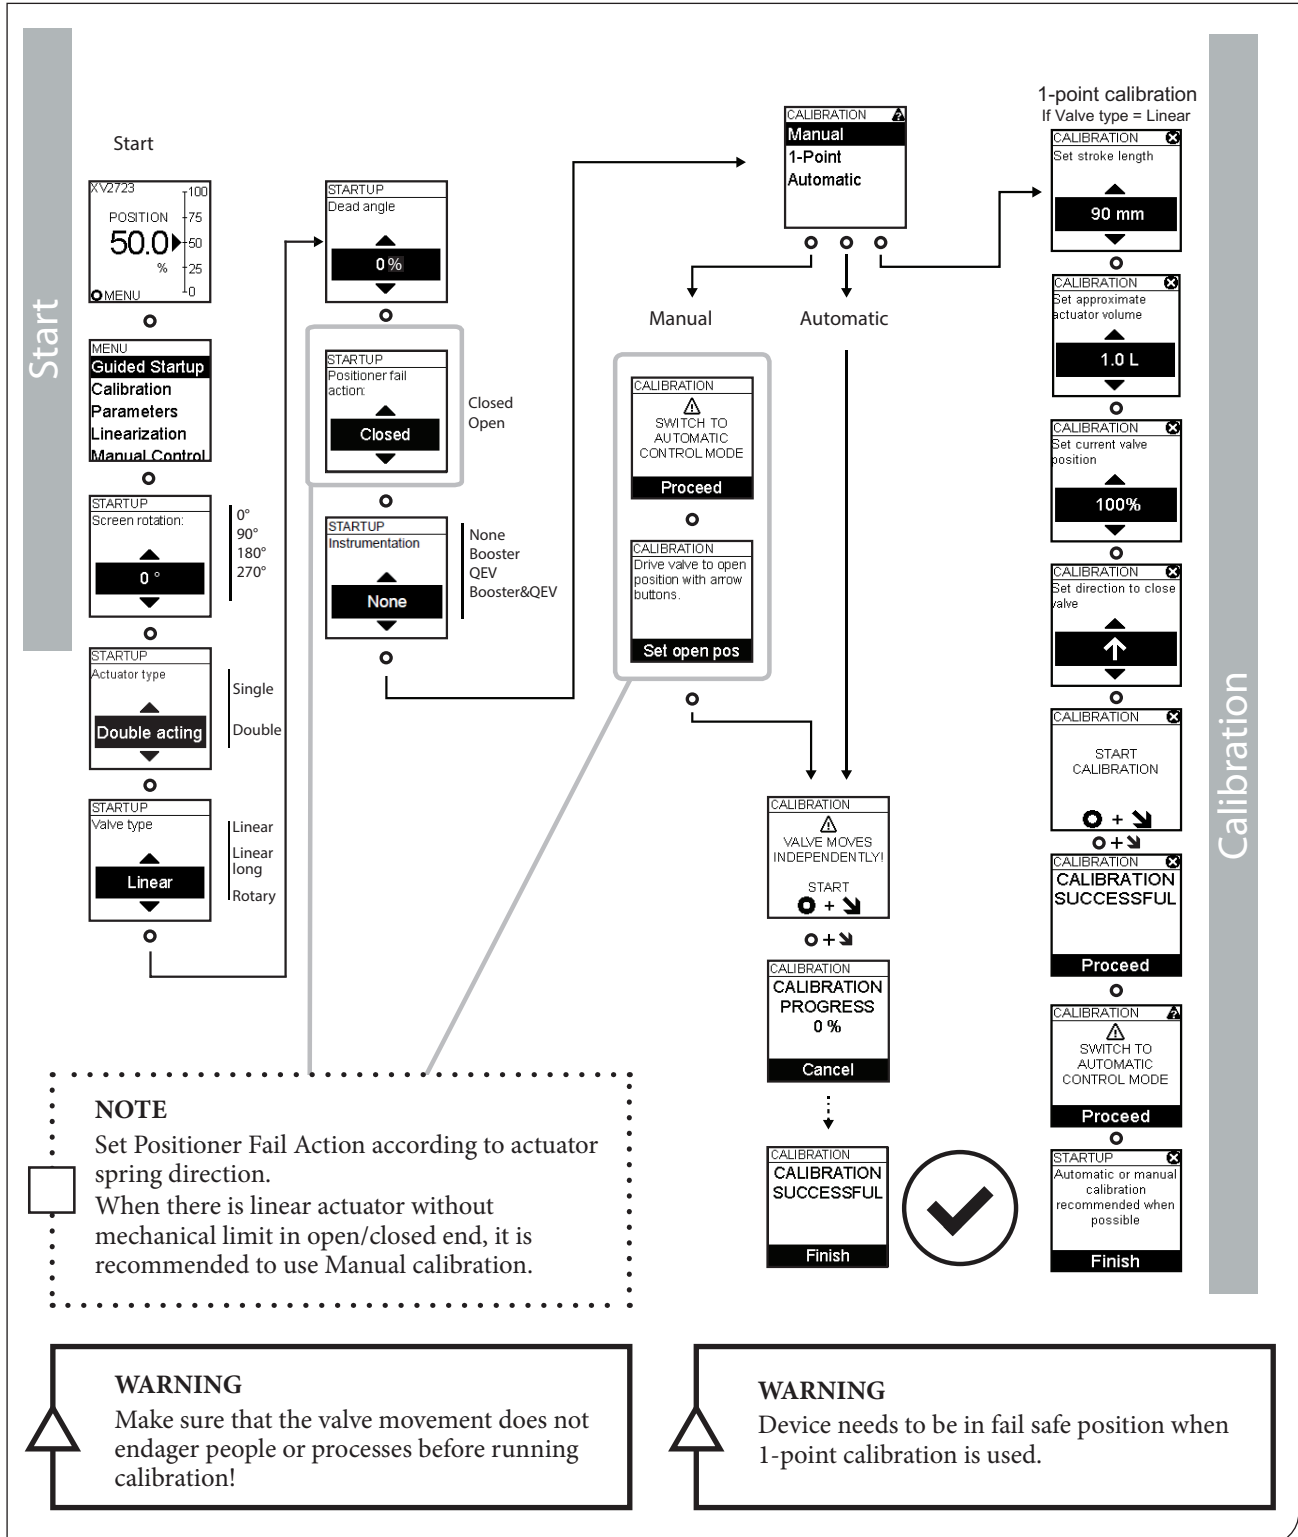 Start
Start
XV2723
100
POSITION
75
50.0
50
%
25
MENU
0
MENU
Guided Startup
Calibration
Parameters
Linearization
Manual Control
STARTUP
Screen rotation:
0 °
0°
90°
180°
270°
STARTUP
Actuator type
Double acting
Single
Double
STARTUP
Valve type
Linear
Linear
Linear
long
Rotary
STARTUP
Dead angle
0 %
STARTUP
Positioner fail
action:
Closed
Closed
Open
STARTUP
Instrumentation
None
None
Booster
QEV
Booster&QEV
CALIBRATION
Manual
1-Point
Automatic
Manual
Automatic
CALIBRATION
SWITCH TO
AUTOMATIC
CONTROL MODE
Proceed
CALIBRATION
Drive valve to open
position with arrow
buttons.
Set open pos
CALIBRATION
VALVE MOVES
INDEPENDENTLY!
START
+
+
CALIBRATION
CALIBRATION
PROGRESS
0 %
Cancel
CALIBRATION
CALIBRATION
SUCCESSFUL
Finish
1-point calibration
If Valve type = Linear
CALIBRATION
Set stroke length
90 mm
CALIBRATION
Set approximate
actuator volume
1.0 L
CALIBRATION
Set current valve
position
100%
CALIBRATION
Set direction to close
valve
CALIBRATION
START
CALIBRATION
+
+
CALIBRATION
CALIBRATION
SUCCESSFUL
Proceed
CALIBRATION
SWITCH TO
AUTOMATIC
CONTROL MODE
Proceed
STARTUP
Automatic or manual
calibration
recommended when
possible
Finish
Calibration
NOTE
Set Positioner Fail Action according to actuator
spring direction.
When there is linear actuator without
mechanical limit in open/closed end, it is
recommended to use Manual calibration.
WARNING
Make sure that the valve movement does not
endager people or processes before running
calibration!
WARNING
Device needs to be in fail safe position when
1-point calibration is used.